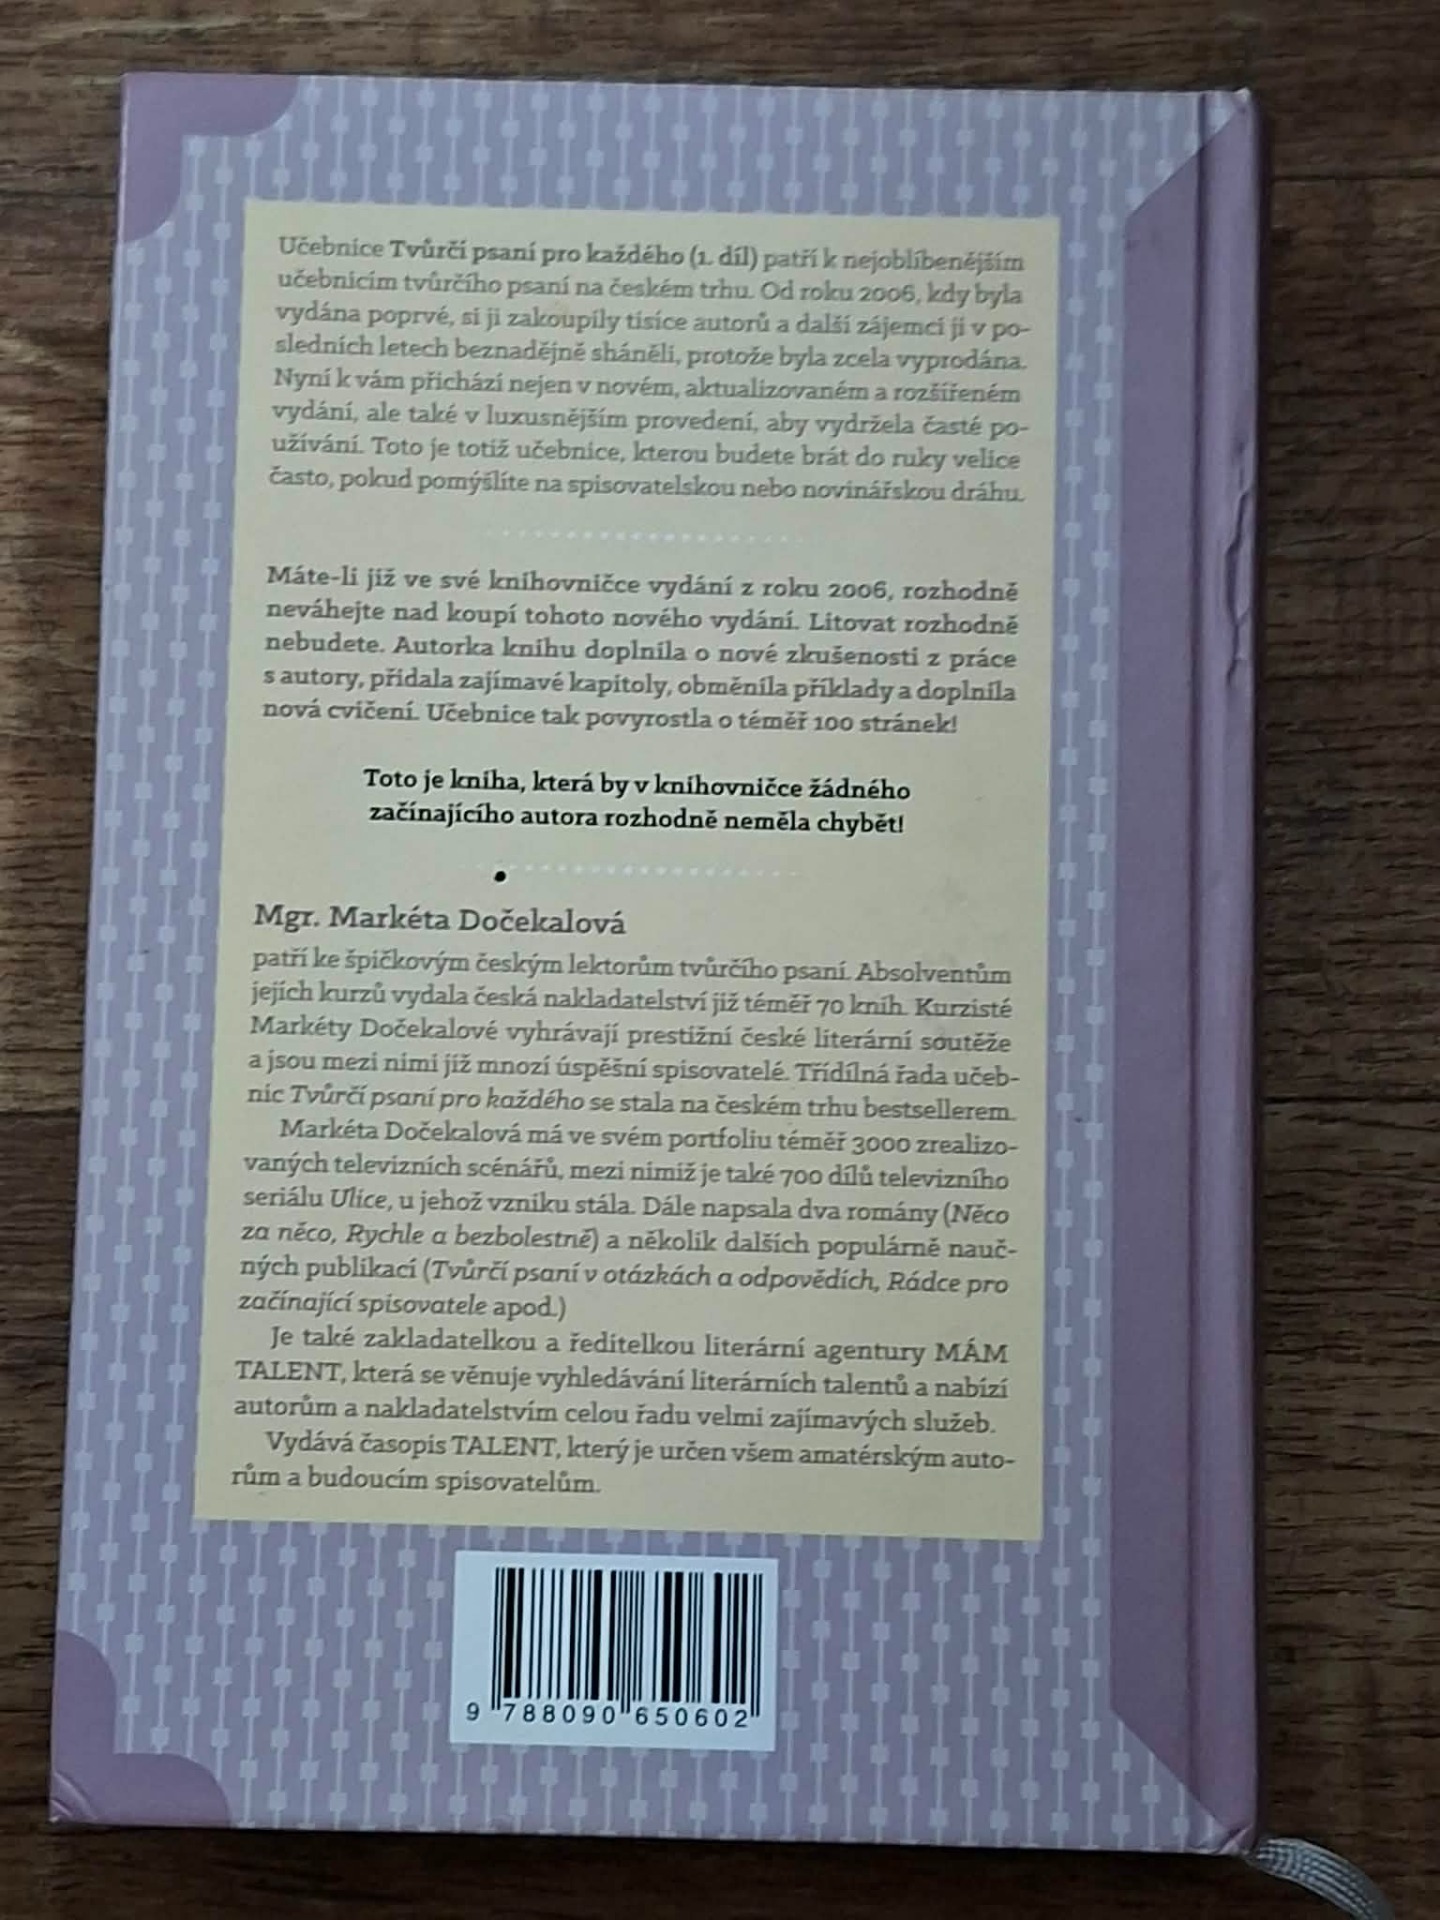 Učebnice Tvůrčí psaní pro každého (1. díl) patří k nejoblíbenějším
učebnicím tvůrčího psaní na českém trhu. Od roku 2006, kdy byla
vydána poprvé, si ji zakoupily tisíce autorů a další zájemci ji v po-
sledních letech beznadějně sháněli, protože byla zcela vyprodána.
Nyní k vám přichází nejen v novém, aktualizovaném a rozšířeném
vydání, ale také v luxusnějším provedení, aby vydržela časté po-
užívání. Toto je totiž učebnice, kterou budete brát do ruky velice
často, pokud pomýšlíte na spisovatelskou nebo novinářskou dráhu.
Máte-li již ve své knihovničce vydání z roku 2006, rozhodně
neváhejte nad koupí tohoto nového vydání. Litovat rozhodně
nebudete. Autorka knihu doplnila o nové zkušenosti z práce
s autory, přidala zajímavé kapitoly, obměnila příklady a doplnila
nová cvičení. Učebnice tak povyrostla o téměř 100 stránek!
Toto je kniha, která by v knihovničce žádného
začínajícího autora rozhodně neměla chybět!
Mgr. Markéta Dočekalová
patří ke špičkovým českým lektorům tvůrčího psaní. Absolventům
jejích kurzů vydala česká nakladatelství již téměř 70 knih. Kurzisté
Markéty Dočekalové vyhrávají prestižní české literární soutěže
a jsou mezi nimi již mnozí úspěšní spisovatelé. Třídílná řada učeb-
nic Tvůrčí psaní pro každého se stala na českém trhu bestsellerem.
Markéta Dočekalová má ve svém portfoliu téměř 3000 zrealizo-
vaných televizních scénářů, mezi nimiž je také 700 dílů televizního
seriálu Ulice, u jehož vzniku stála. Dále napsala dva romány (Něco
za něco, Rychle a bezbolestně) a několik dalších populárně nauč-
ných publikací (Tvůrčí psaní v otázkách a odpovědích, Rádce pro
začínající spisovatele apod.)
Je také zakladatelkou a ředitelkou literární agentury MÁM
TALENT, která se věnuje vyhledávání literárních talentů a nabízí
autorům a nakladatelstvím celou řadu velmi zajímavých služeb.
Vydává časopis TALENT, který je určen všem amatérským auto-
rům a budoucím spisovatelům.
9 788090 650602